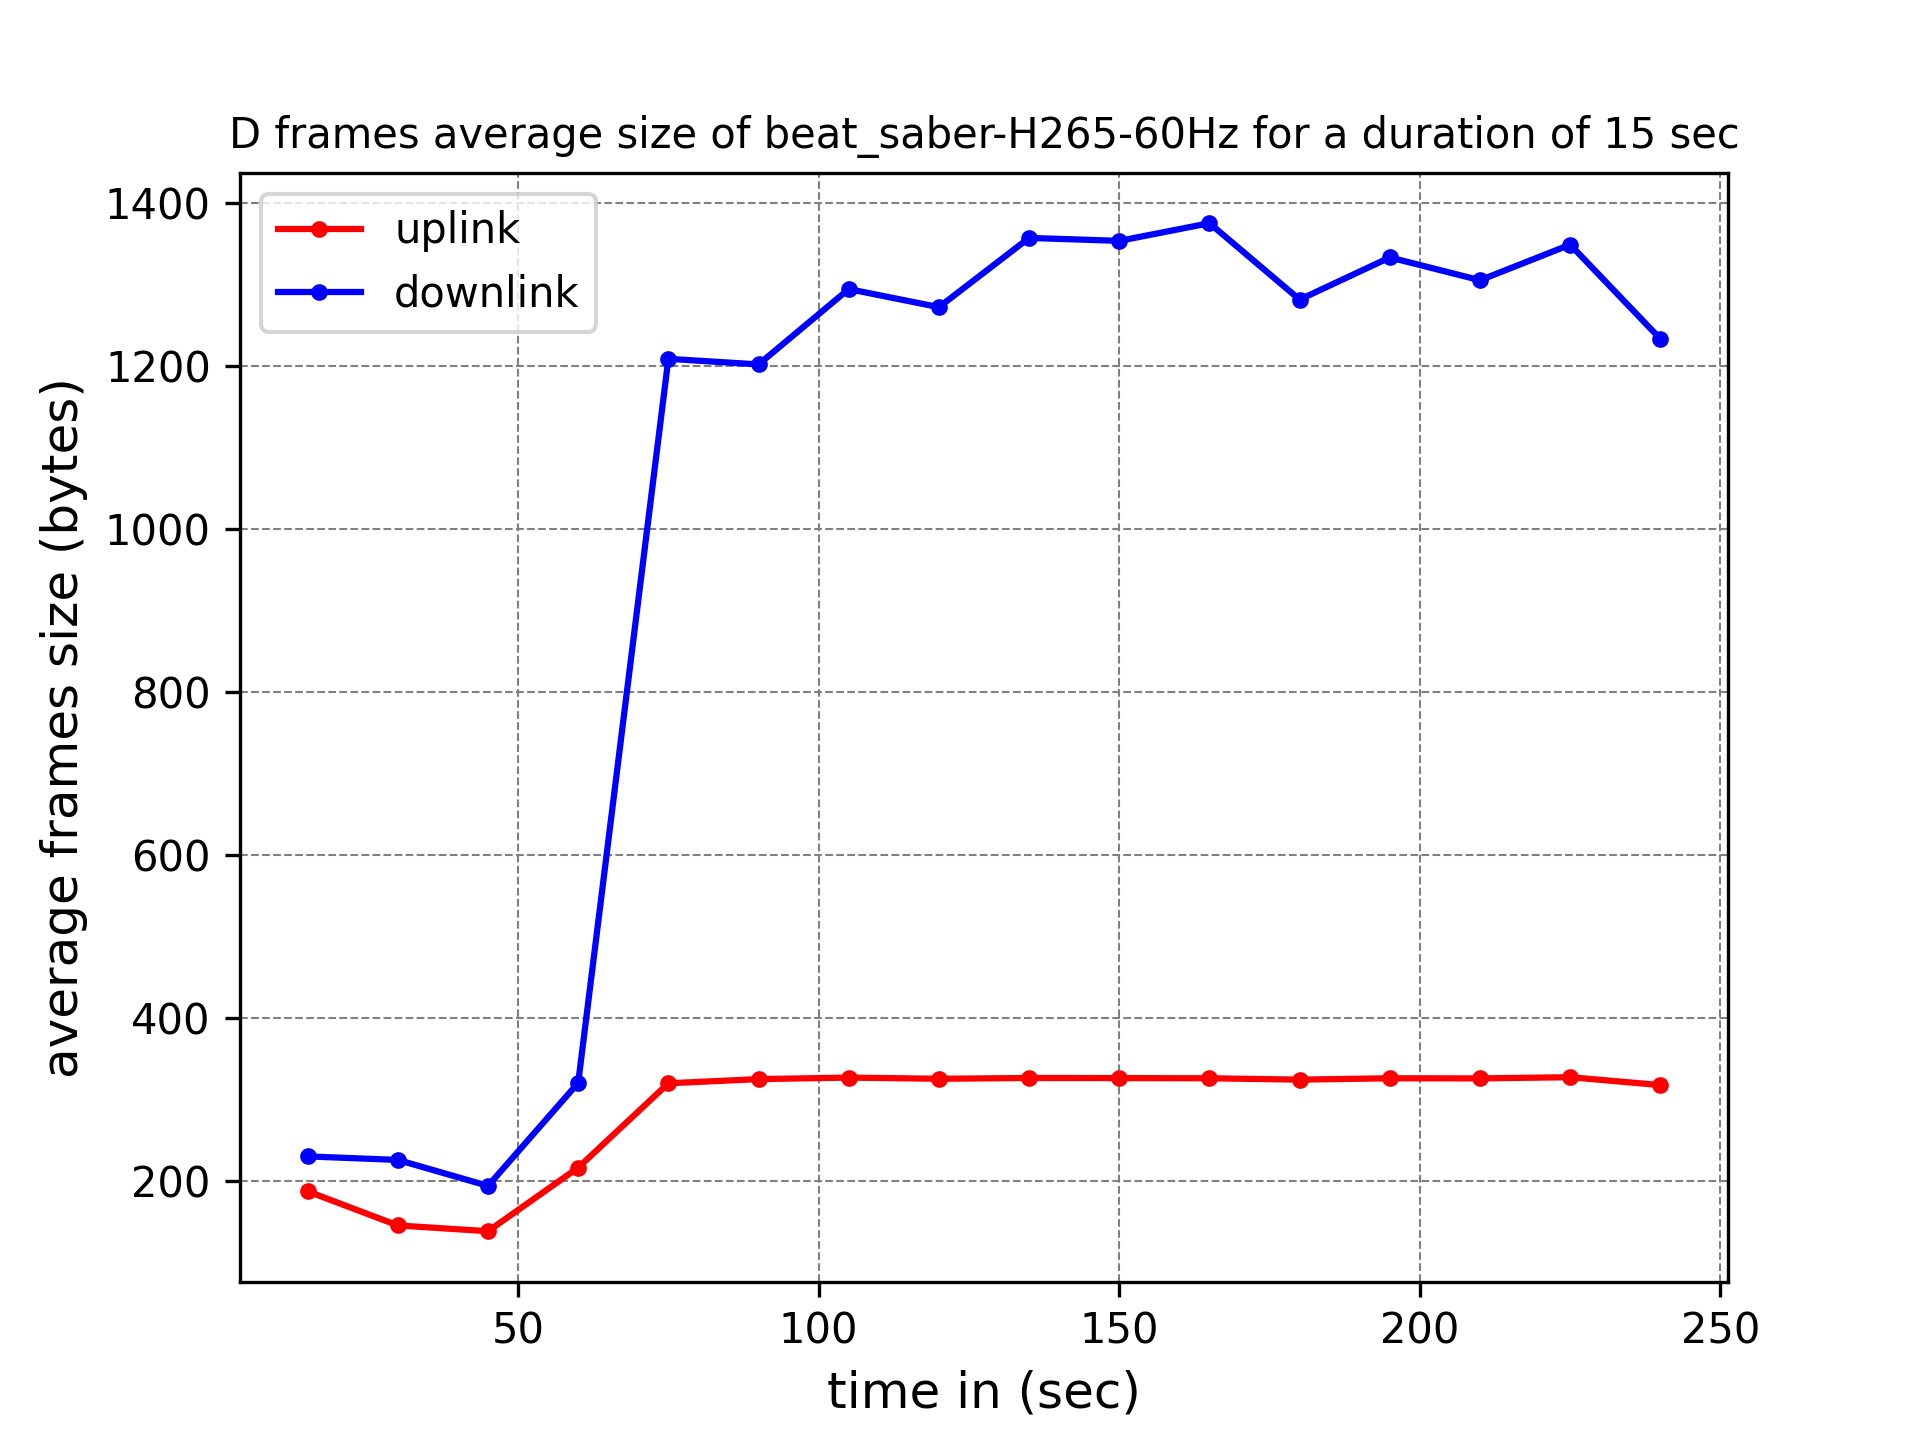 D frames average size of beat_saber-H265-60Hz for a duration of 15 sec
uplink
downlink
average frames size (bytes)
1400
1200
1000
800
600
400
200
50 100 150 200 250
time in (sec)